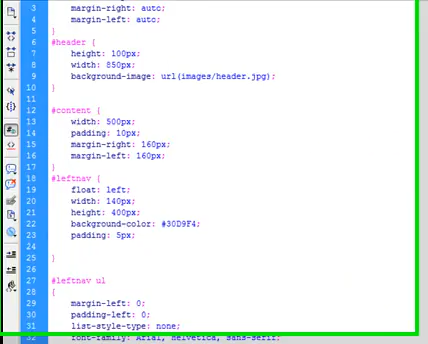 3 margin-right: auto;
4 margin-left: auto;
5 }
6 #header {
7 height: 100px;
8 width: 850px;
9 background-image: url(images/header.jpg);
10 }
11
12 #content {
13 width: 500px;
14 padding: 10px;
15 margin-right: 160px;
16 margin-left: 160px;
17 }
18 #leftnav {
19 float: left;
20 width: 140px;
21 height: 400px;
22 background-color: #30D9F4;
23 padding: 5px;
24
25 }
26
27 #leftnav ul
28 {
29 margin-left: 0;
30 padding-left: 0;
31 list-style-type: none;
32 font-family: Arial, Helvetica, sans-serif;